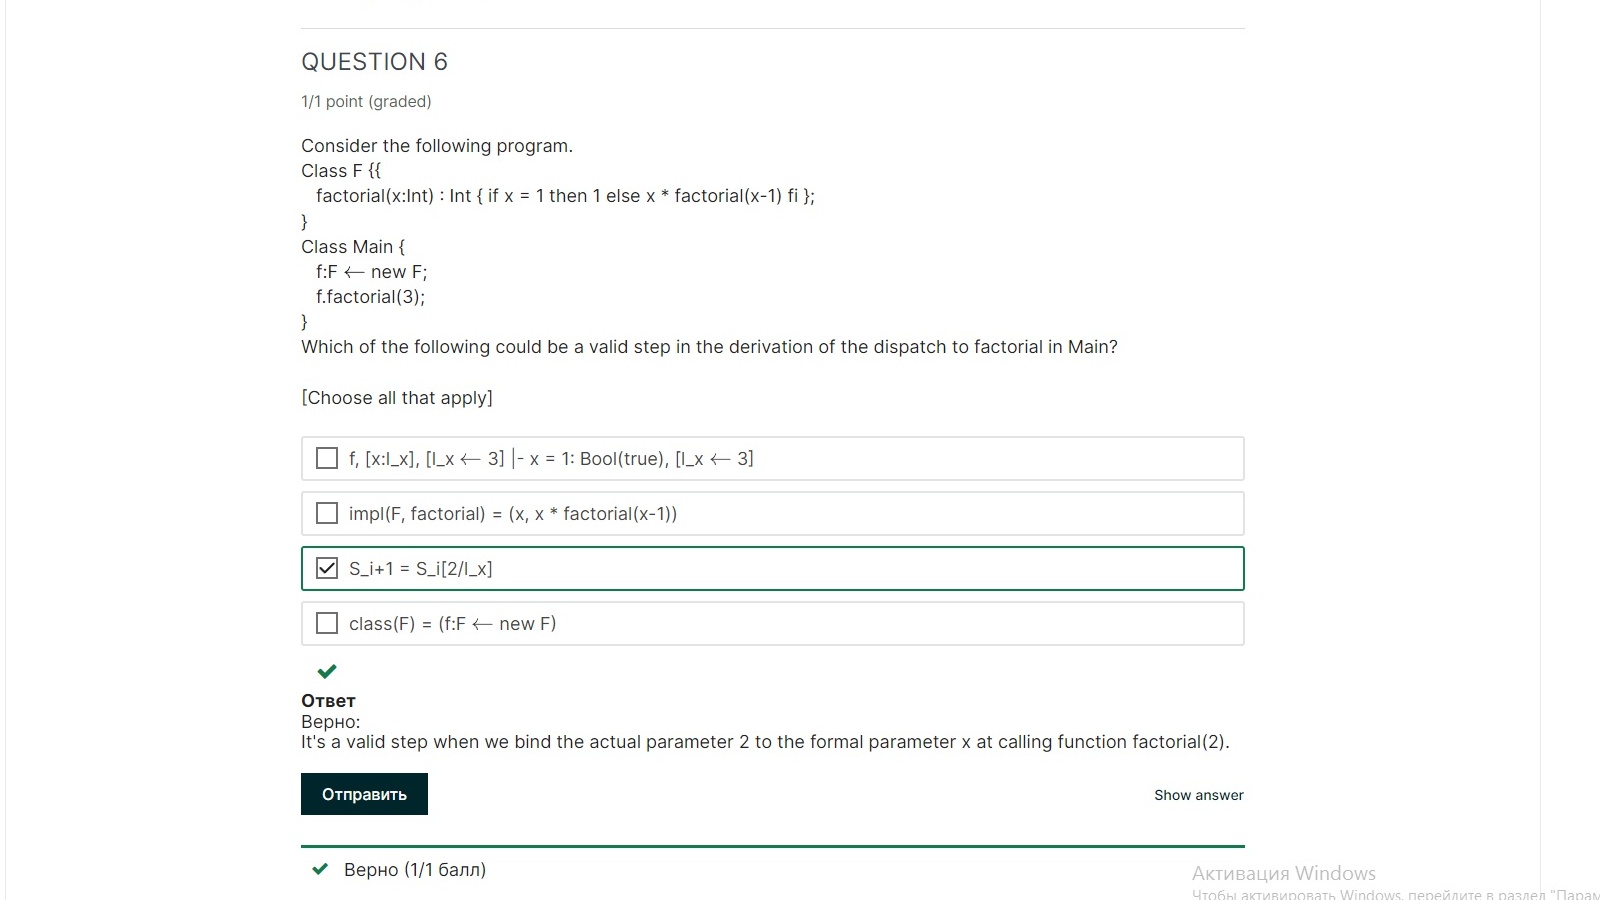 QUESTION 6
1/1 point (graded)
Consider the following program.
Class F {{
factorial(x:Int) : Int { if x = 1 then 1 else x * factorial(x-1) fi };
}
Class Main {
f:F ← new F;
f.factorial(3);
}
Which of the following could be a valid step in the derivation of the dispatch to factorial in Main?
[Choose all that apply]
f, [x:l_x], [l_x ← 3] |- x = 1: Bool(true), [l_x ← 3]
impl(F, factorial) = (x, x * factorial(x-1))
S_i+1 = S_i[2/l_x]
class(F) = (f:F ← new F)
Ответ
Верно:
It's a valid step when we bind the actual parameter 2 to the formal parameter x at calling function factorial(2).
Отправить
Show answer
Верно (1/1 балл)
Активация Windows
Чтобы активировать Windows, перейдите в раздел "Парам